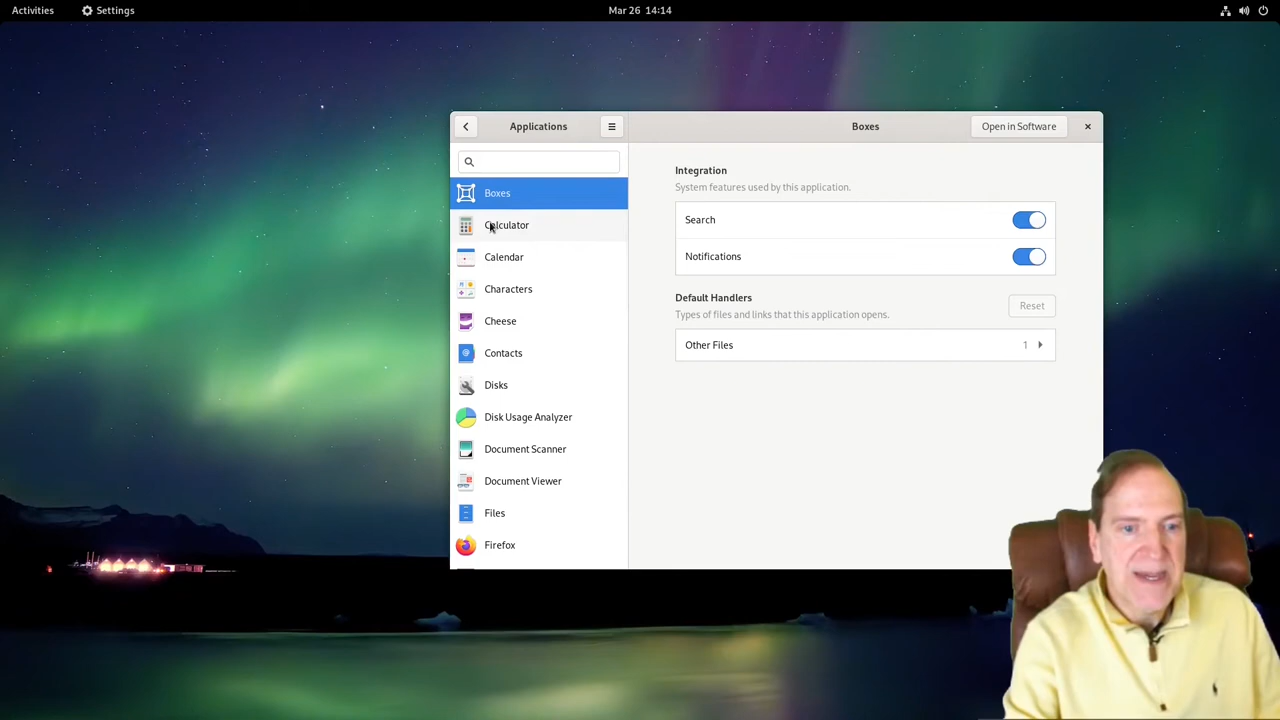 Activities
Settings
Mar 26 14:14
Applications
Boxes
Open in Software
Boxes
Calculator
Calendar
Characters
Cheese
Contacts
Disks
Disk Usage Analyzer
Document Scanner
Document Viewer
Files
Firefox
Integration
System features used by this application.
Search
Notifications
Default Handlers
Types of files and links that this application opens.
Reset
Other Files 1